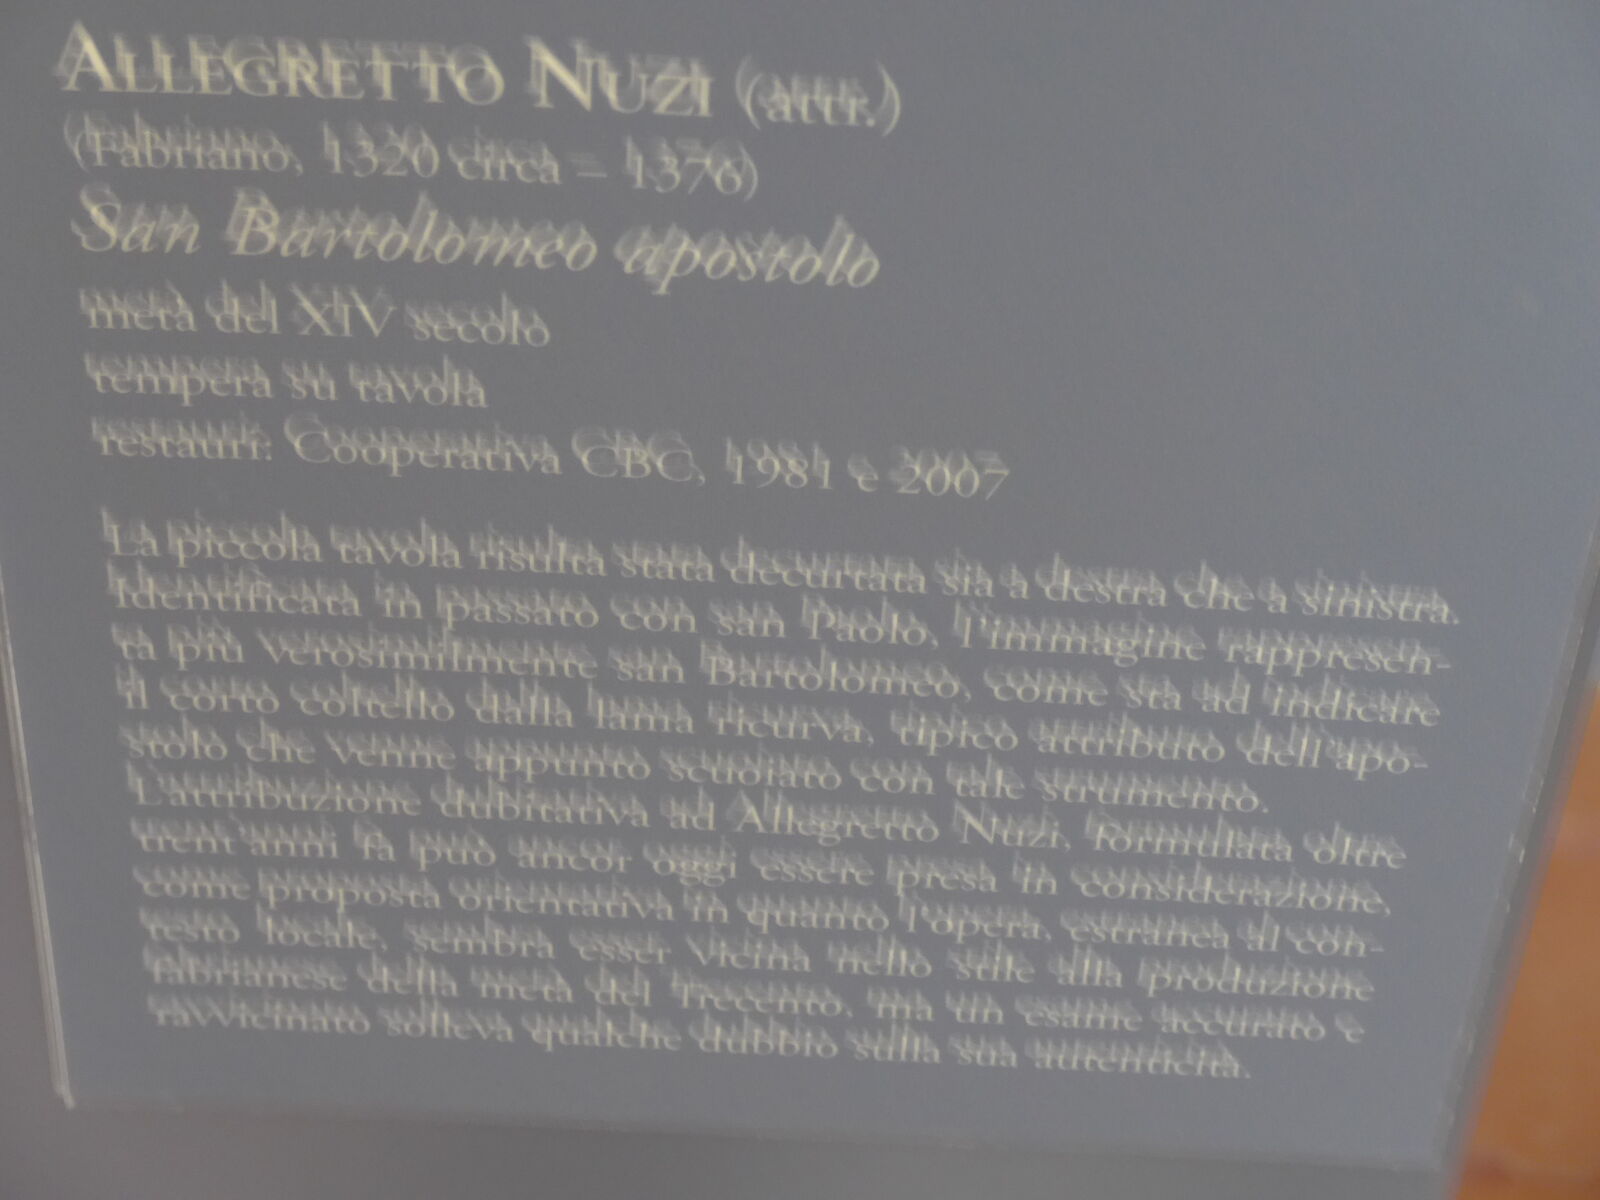 ALLEGRETTO NUZI (attr.)
(Fabriano, 1320 circa – 1376)
San Bartolomeo apostolo
metà del XIV secolo
tempera su tavola
restauri: Cooperativa CBC, 1981 e 2007
La piccola tavola risulta stata decurtata sia a destra che a sinistra.
Identificata in passato con san Paolo, l'immagine rappresen-
ta più verosimilmente san Bartolomeo, come sta ad indicare
il corto coltello dalla lama ricurva, tipico attributo dell'apo-
stolo che venne appunto scuoiato con tale strumento.
L'attribuzione dubitativa ad Allegretto Nuzi, formulata oltre
trent'anni fa può ancor oggi essere presa in considerazione,
come proposta orientativa in quanto l'opera, estranea al con-
testo locale, sembra esser vicina nello stile alla produzione
fabrianese della metà del Trecento, ma un esame accurato e
ravvicinato solleva qualche dubbio sulla sua autenticità.